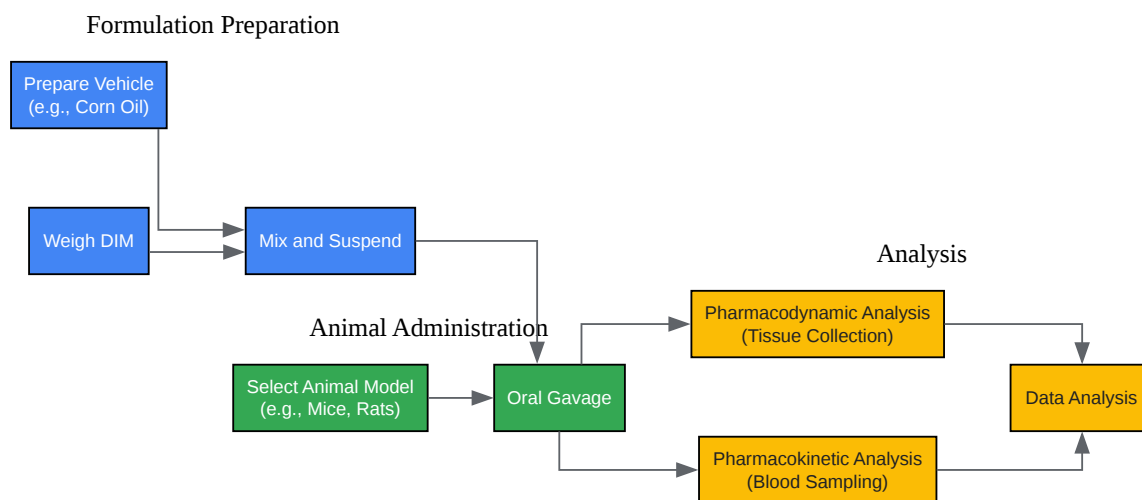 Formulation Preparation
Prepare Vehicle
(e.g., Corn Oil)
Weigh DIM
Mix and Suspend
Animal Administration
Select Animal Model
(e.g., Mice, Rats)
Oral Gavage
Analysis
Pharmacodynamic Analysis
(Tissue Collection)
Pharmacokinetic Analysis
(Blood Sampling)
Data Analysis